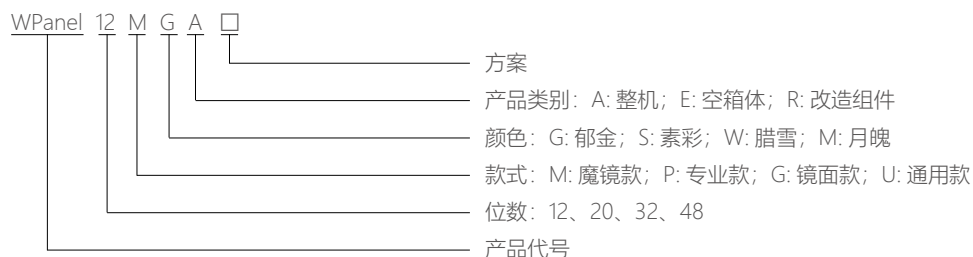 WPanel 12 M G A □
方案
产品类别：A: 整机；E: 空箱体；R: 改造组件
颜色：G: 郁金；S: 素彩；W: 腊雪；M: 月魄
款式：M: 魔镜款；P: 专业款；G: 镜面款；U: 通用款
位数：12、20、32、48
产品代号